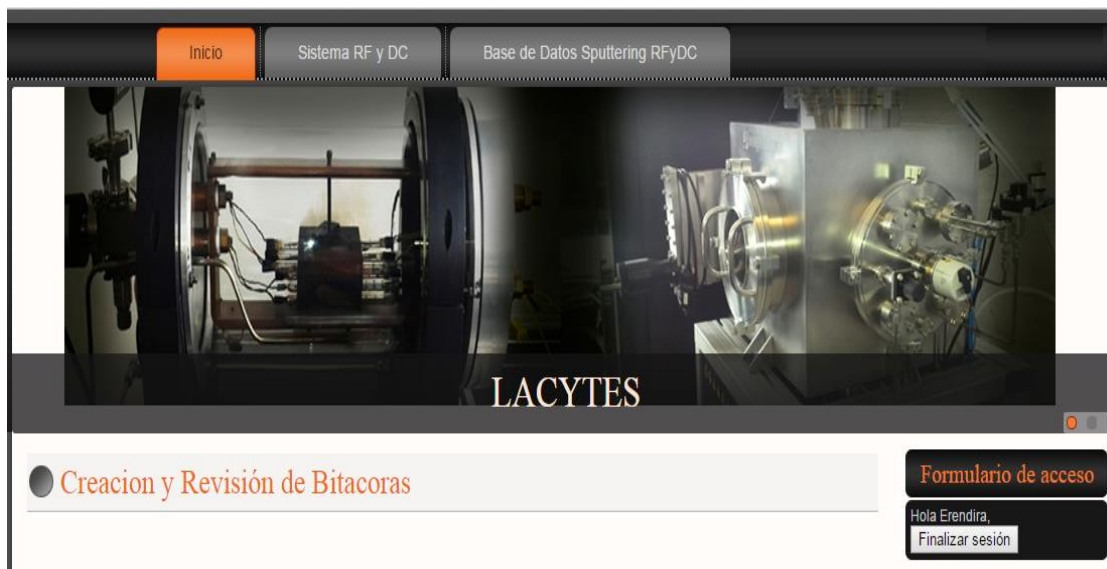 Inicio
Sistema RF y DC
Base de Datos Sputtering RFyDC
LACYTES
Creacion y Revisión de Bitacoras
Formulario de acceso
Hola Erendira,
Finalizar sesión